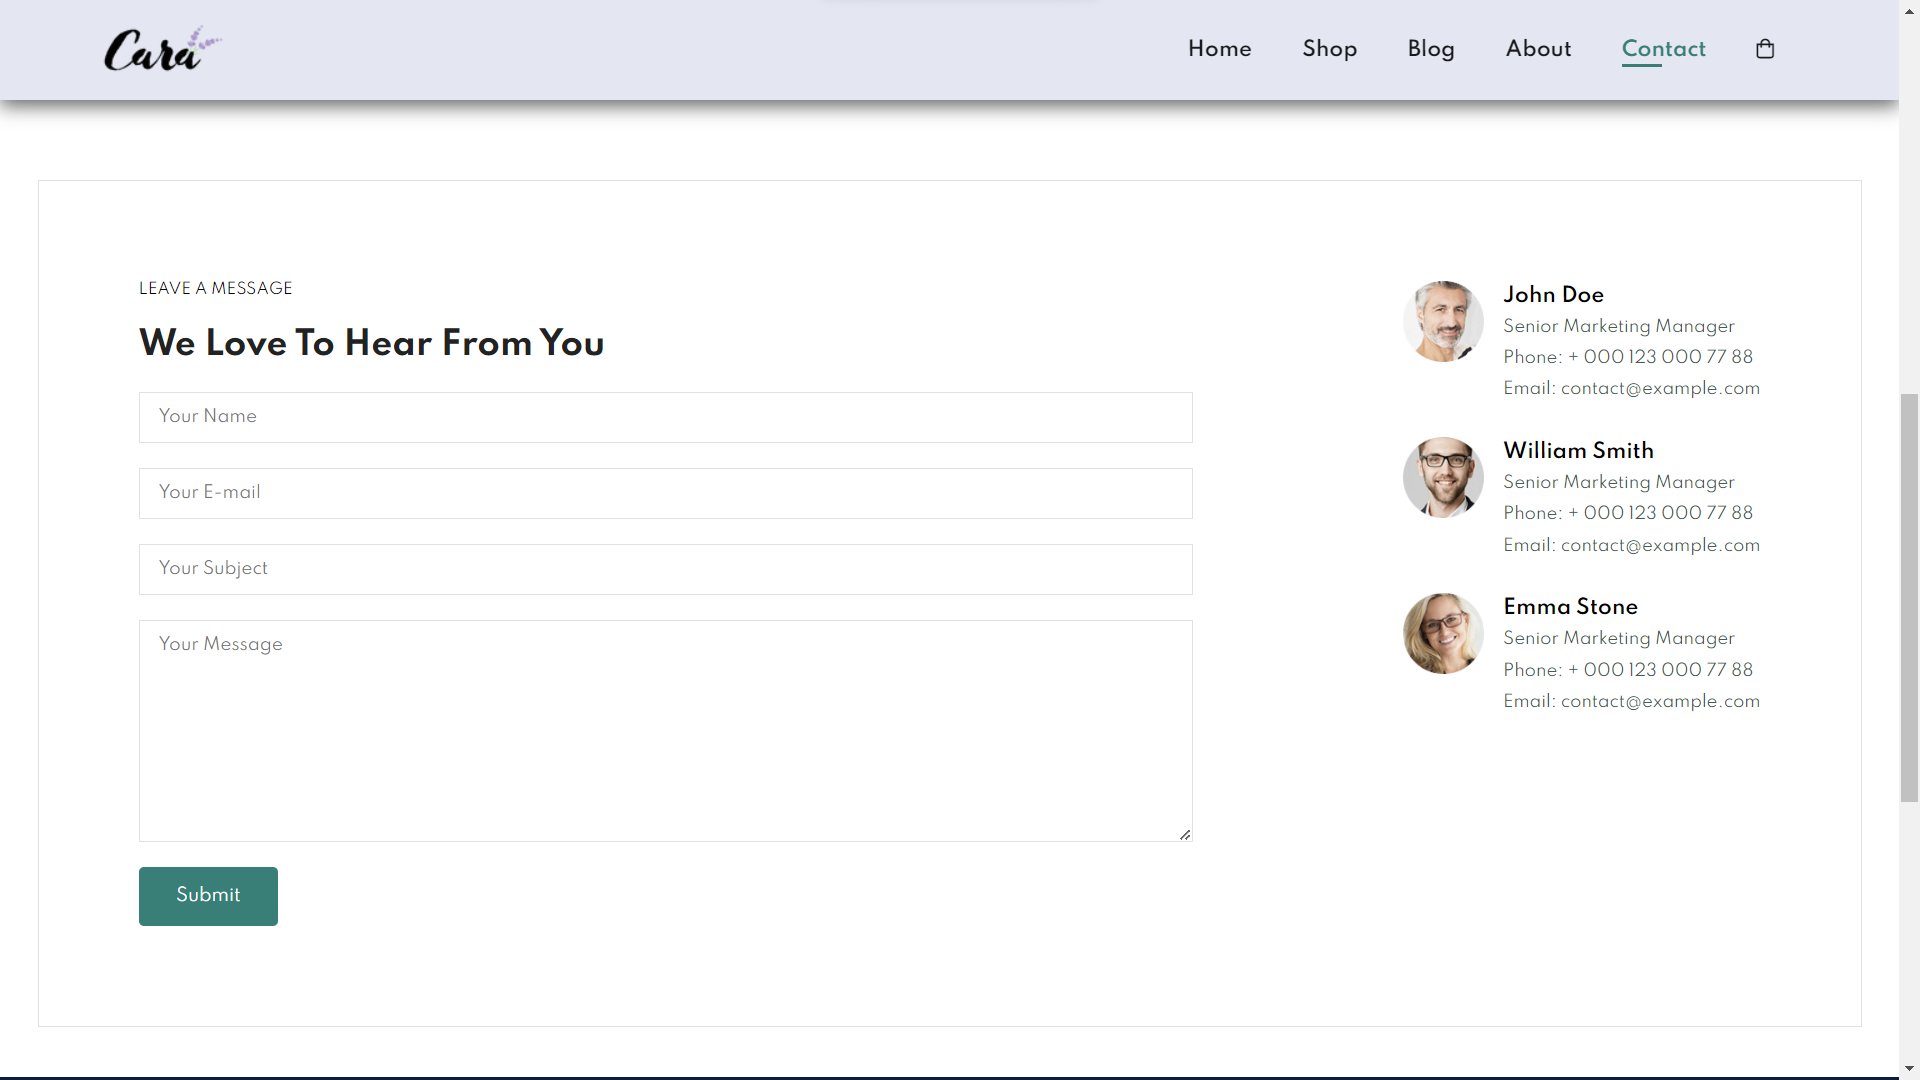 Cara
Home
Shop
Blog
About
Contact
LEAVE A MESSAGE
We Love To Hear From You
Your Name
Your E-mail
Your Subject
Your Message
Submit
John Doe
Senior Marketing Manager
Phone: + 000 123 000 77 88
Email: contact@example.com
William Smith
Senior Marketing Manager
Phone: + 000 123 000 77 88
Email: contact@example.com
Emma Stone
Senior Marketing Manager
Phone: + 000 123 000 77 88
Email: contact@example.com